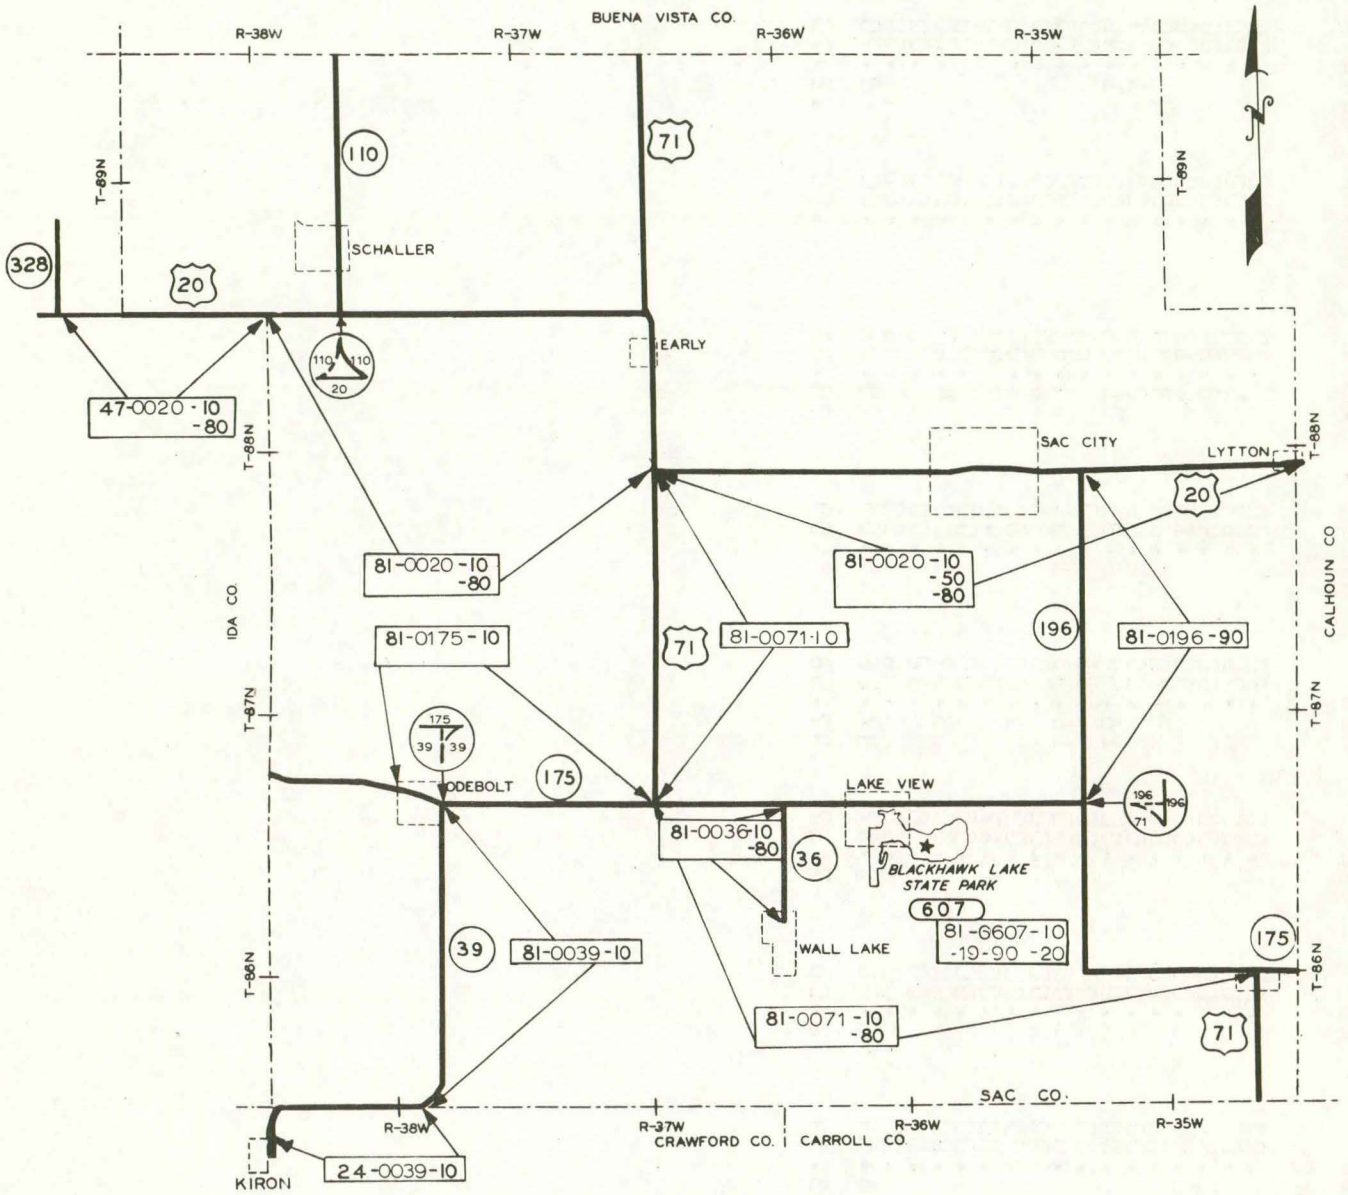 BUENA VISTA CO.
R-38W
R-37W
R-36W
R-35W
110
71
T-89N
T-89N
SCHALLER
328
20
EARLY
110 110
20
47-0020-10
-80
T-88N
SAC CITY
LYTTON
T-88N
20
81-0020-10
-80
81-0020-10
-50
-80
IDA CO.
CALHOUN CO
81-0175-10
71
81-0071-10
196
81-0196-90
T-87N
T-87N
175
39 39
ODEBOLT
175
LAKE VIEW
196
71
196
81-0036-10
-80
36
BLACKHAWK LAKE
STATE PARK
607
81-6607-10
-19-90-20
39
81-0039-10
WALL LAKE
175
T-86N
T-86N
81-0071-10
-80
71
SAC CO.
R-38W
R-37W
R-36W
R-35W
CRAWFORD CO.
CARROLL CO.
24-0039-10
KIRON
N